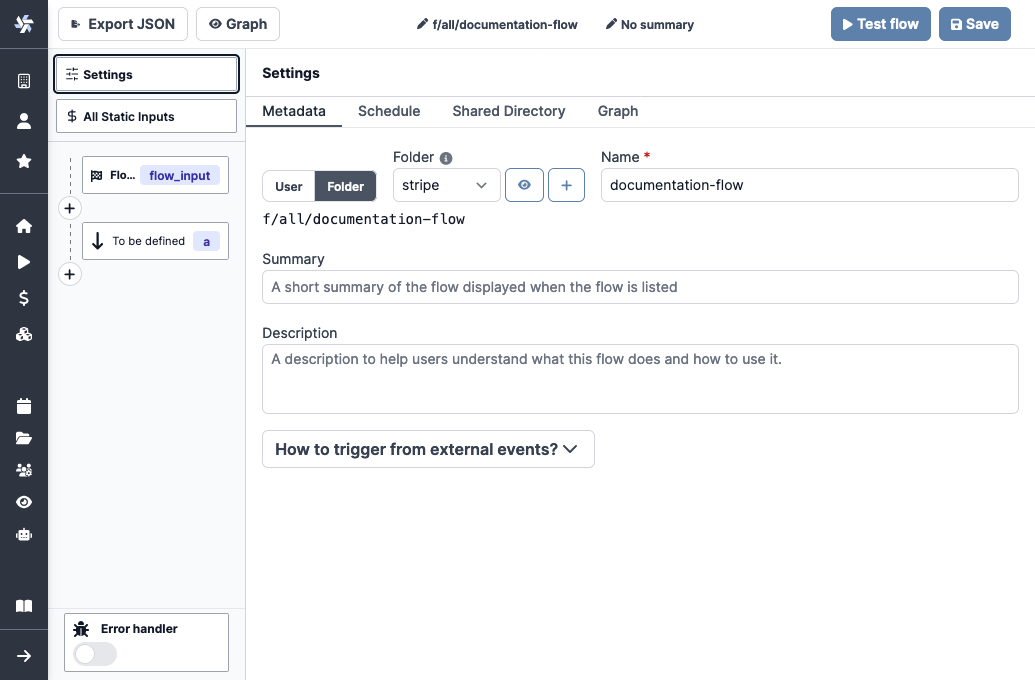 Export JSON
Graph
f/all/documentation-flow
No summary
Test flow
Save
Settings
All Static Inputs
Flo... flow_input
To be defined a
Error handler
Settings
Metadata Schedule Shared Directory Graph
Folder
Name *
User Folder stripe documentation-flow
f/all/documentation-flow
Summary
A short summary of the flow displayed when the flow is listed
Description
A description to help users understand what this flow does and how to use it.
How to trigger from external events?